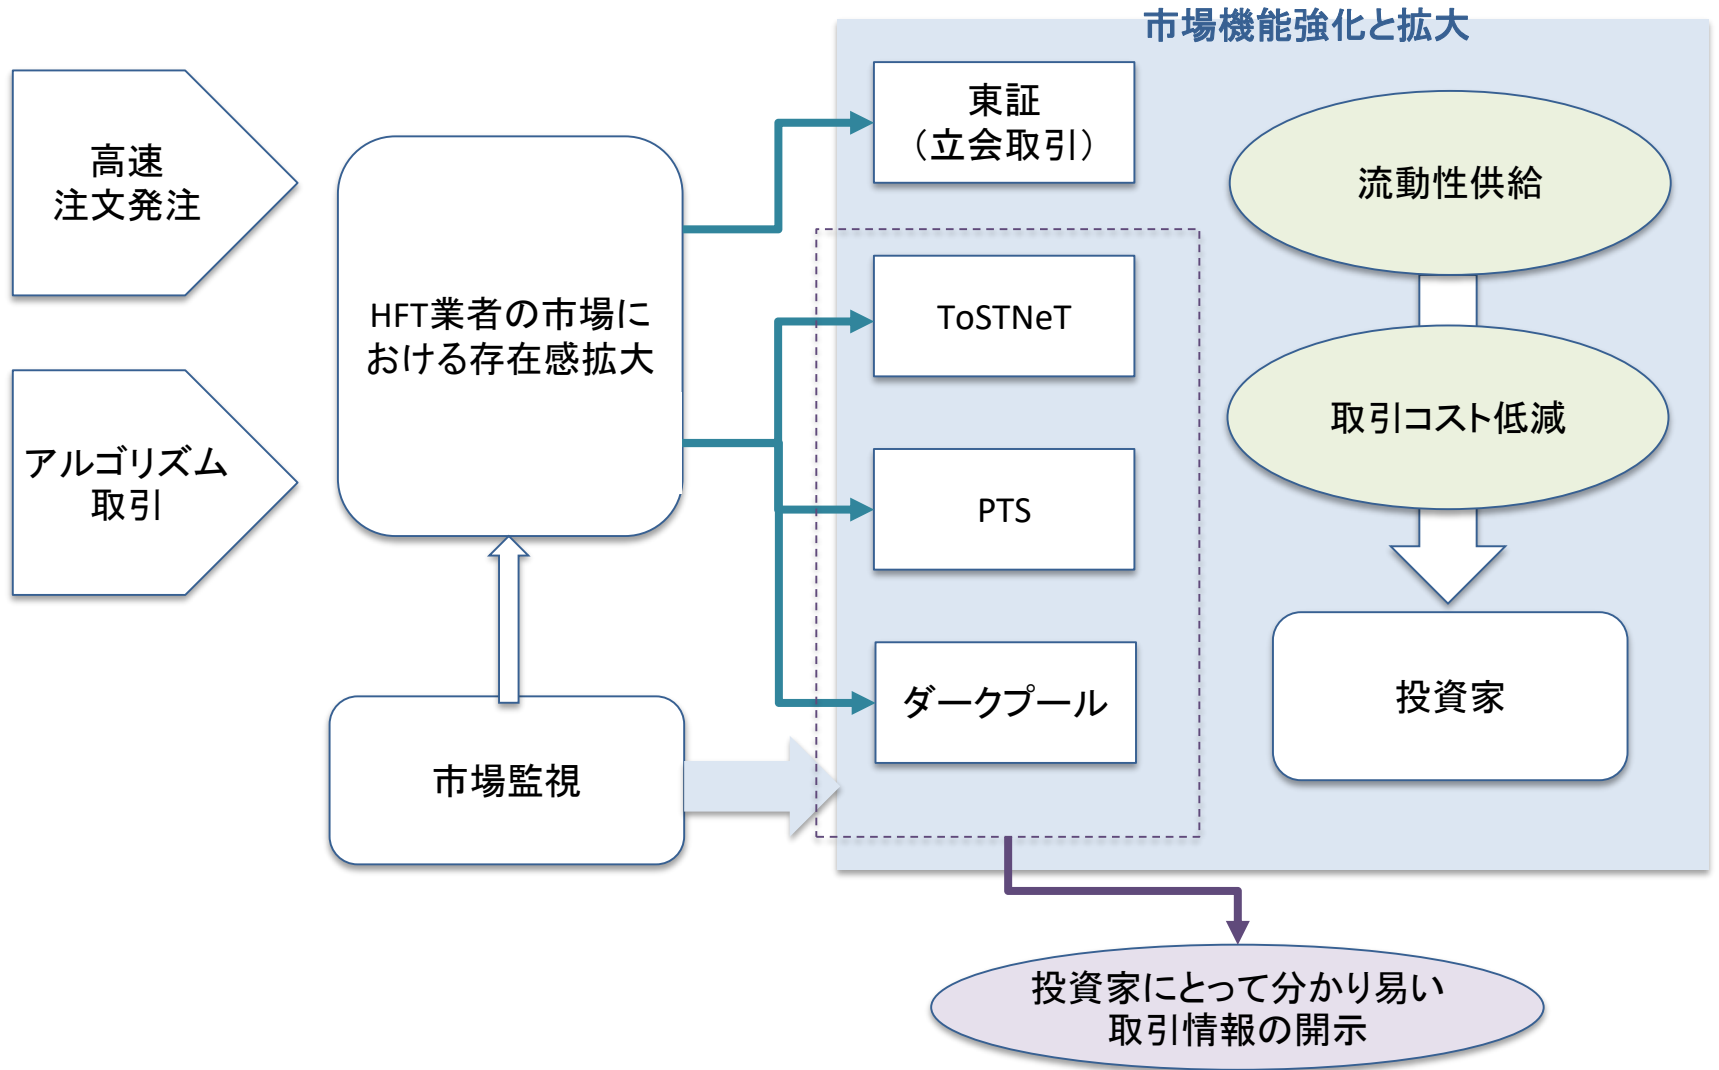 市場機能強化と拡大
高速
注文発注
アルゴリズム
取引
HFT業者の市場に
おける存在感拡大
市場監視
東証
（立会取引）
ToSTNeT
PTS
ダークプール
流動性供給
取引コスト低減
投資家
投資家にとって分かり易い
取引情報の開示